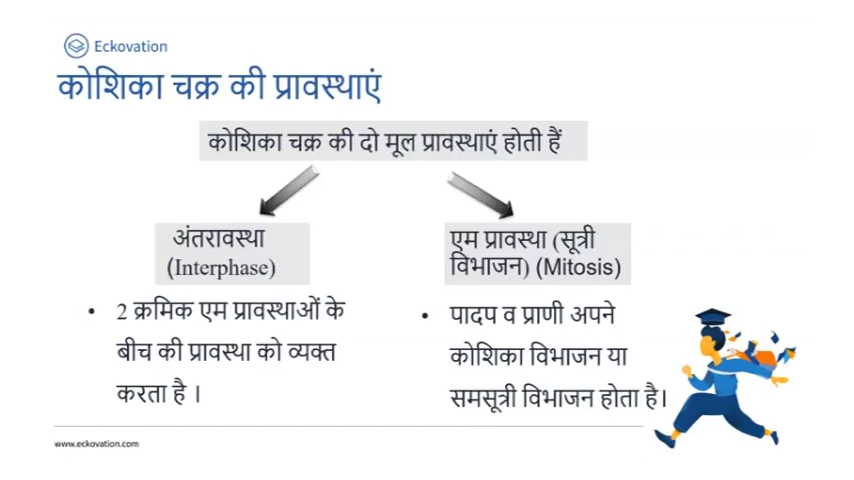 Eckovation
कोशिका चक्र की प्रावस्थाएं
कोशिका चक्र की दो मूल प्रावस्थाएं होती हैं
अंतरावस्था
(Interphase)
• 2 क्रमिक एम प्रावस्थाओं के
बीच की प्रावस्था को व्यक्त
करता है ।
एम प्रावस्था (सूत्री
विभाजन) (Mitosis)
• पादप व प्राणी अपने
कोशिका विभाजन या
समसूत्री विभाजन होता है।
www.eckovation.com